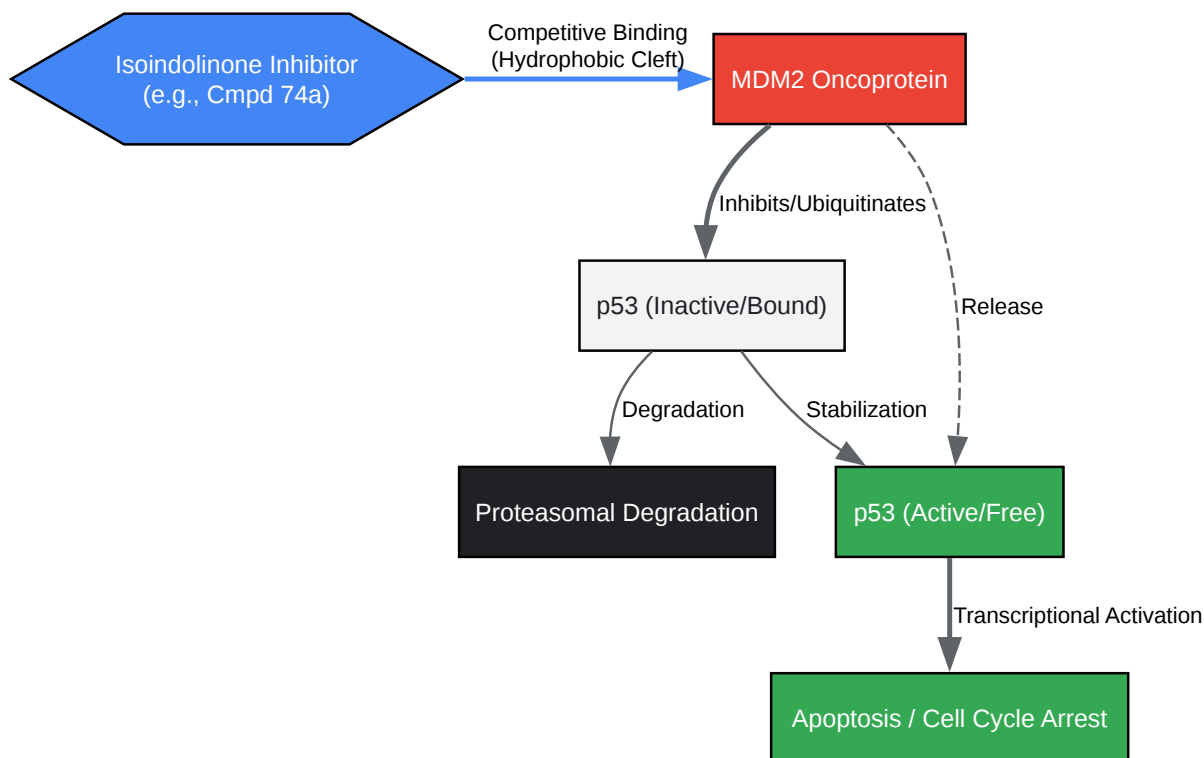 Isoindolinone Inhibitor
(e.g., Cmpd 74a)
Competitive Binding
(Hydrophobic Cleft)
MDM2 Oncoprotein
Inhibits/Ubiquitinates
p53 (Inactive/Bound)
Release
Degradation
Stabilization
Proteasomal Degradation
p53 (Active/Free)
Transcriptional Activation
Apoptosis / Cell Cycle Arrest